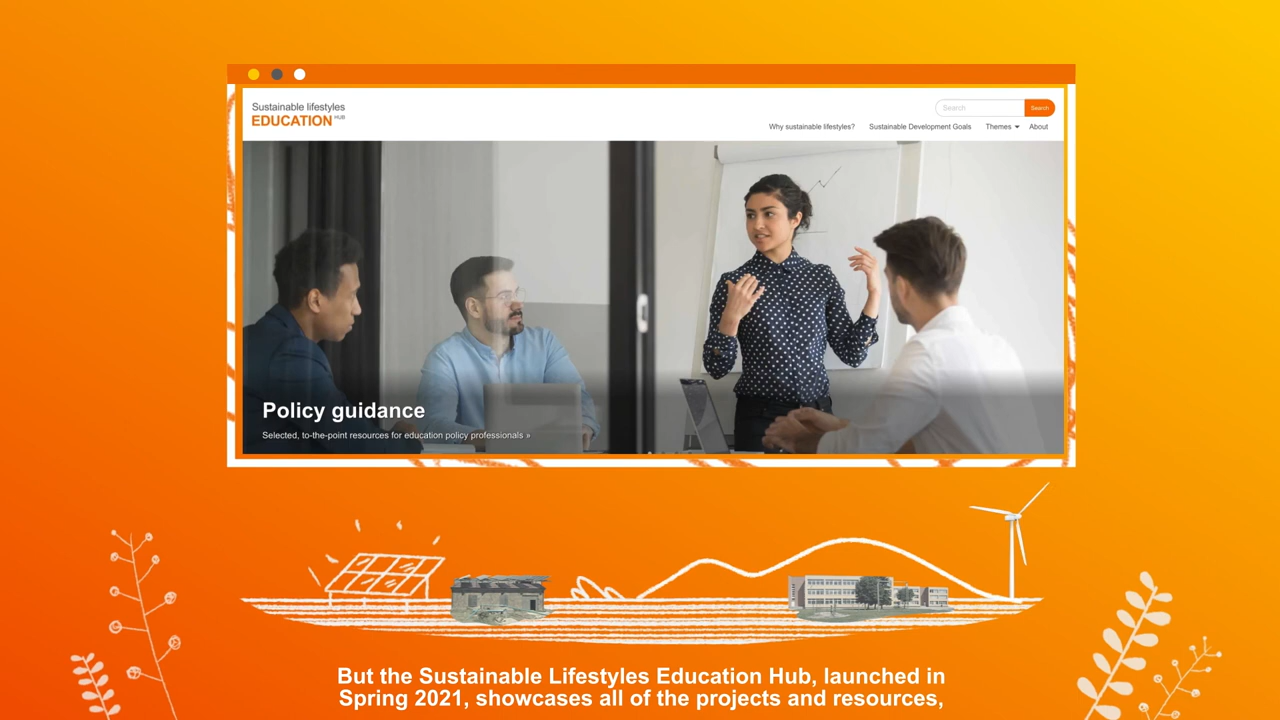 Sustainable lifestyles
EDUCATION HUB
Search
Search
Why sustainable lifestyles?
Sustainable Development Goals
Themes
About
Policy guidance
Selected, to-the-point resources for education policy professionals »
But the Sustainable Lifestyles Education Hub, launched in
Spring 2021, showcases all of the projects and resources,